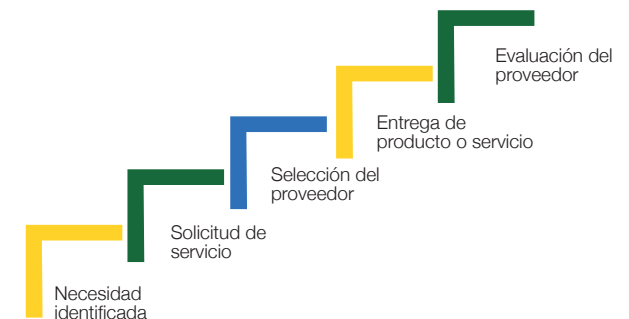 Evaluación del
proveedor
Entrega de
producto o servicio
Selección del
proveedor
Solicitud de
servicio
Necesidad
identificada